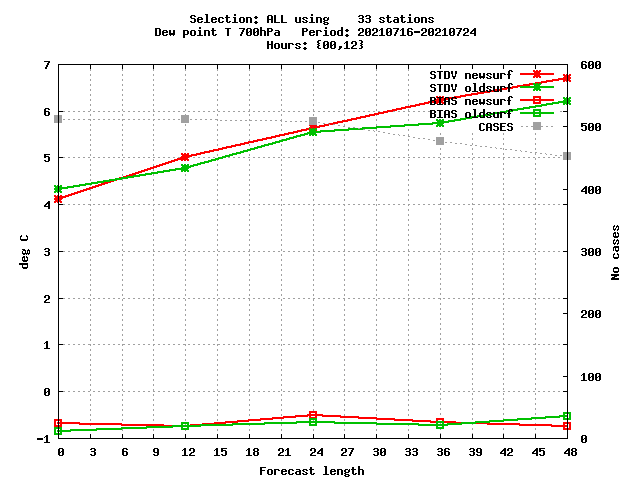 Selection: ALL using    33 stations
Dew point T 700hPa   Period: 20210716-20210724
Hours: {00,12}
7
6
5
4
3
2
1
0
-1
deg C
STDV newsurf
STDV oldsurf
BIAS newsurf
BIAS oldsurf
CASES
600
500
400
300
200
100
0
No cases
0 3 6 9 12 15 18 21 24 27 30 33 36 39 42 45 48
Forecast length